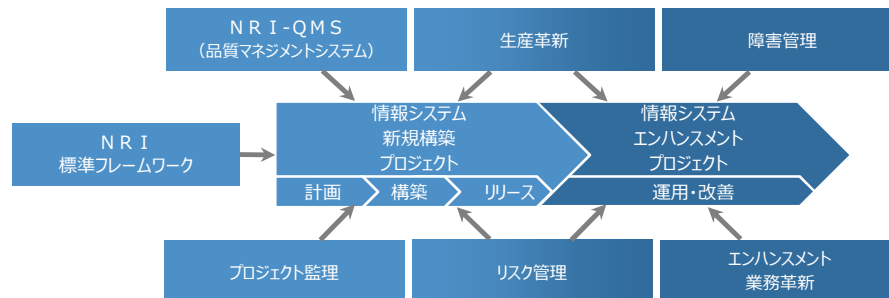 ＮＲＩ-ＱＭＳ
（品質マネジメントシステム）
生産革新
障害管理
ＮＲＩ
標準フレームワーク
情報システム
新規構築
プロジェクト
情報システム
エンハンスメント
プロジェクト
計画
構築
リリース
運用・改善
プロジェクト監理
リスク管理
エンハンスメント
業務革新